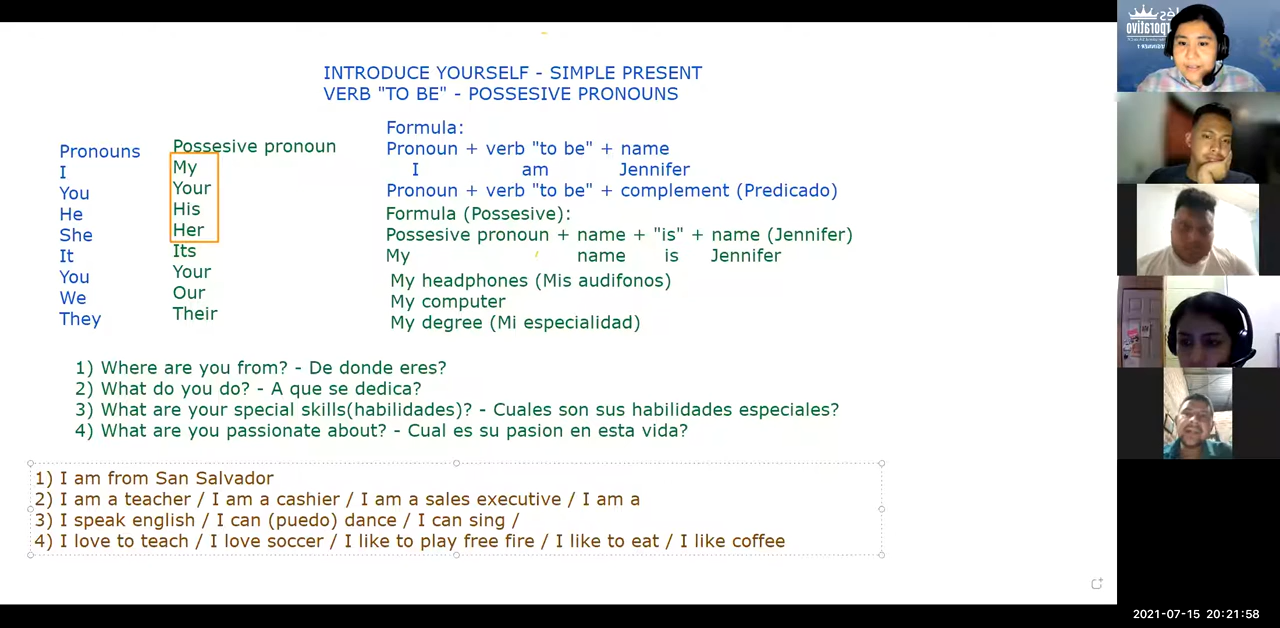 INTRODUCE YOURSELF - SIMPLE PRESENT
VERB "TO BE" - POSSESIVE PRONOUNS
Pronouns
I
You
He
She
It
You
We
They
Possesive pronoun
My
Your
His
Her
Its
Your
Our
Their
Formula:
Pronoun + verb "to be" + name
I am Jennifer
Pronoun + verb "to be" + complement (Predicado)
Formula (Possesive):
Possesive pronoun + name + "is" + name (Jennifer)
My name is Jennifer
My headphones (Mis audifonos)
My computer
My degree (Mi especialidad)
1) Where are you from? - De donde eres?
2) What do you do? - A que se dedica?
3) What are your special skills(habilidades)? - Cuales son sus habilidades especiales?
4) What are you passionate about? - Cual es su pasion en esta vida?
1) I am from San Salvador
2) I am a teacher / I am a cashier / I am a sales executive / I am a
3) I speak english / I can (puedo) dance / I can sing /
4) I love to teach / I love soccer / I like to play free fire / I like to eat / I like coffee
2021-07-15 20:21:58